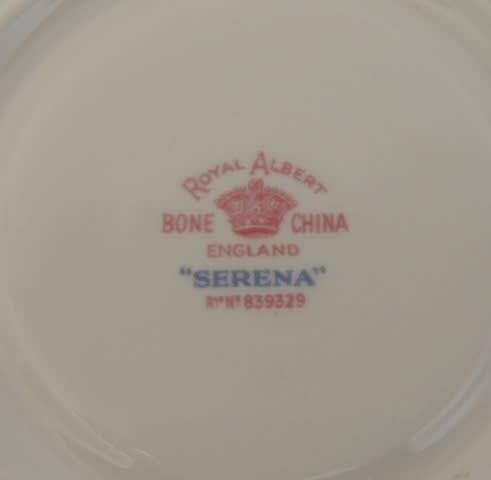 ROYAL ALBERT
BONE CHINA
ENGLAND
"SERENA"
Rᵈ Nº 839329